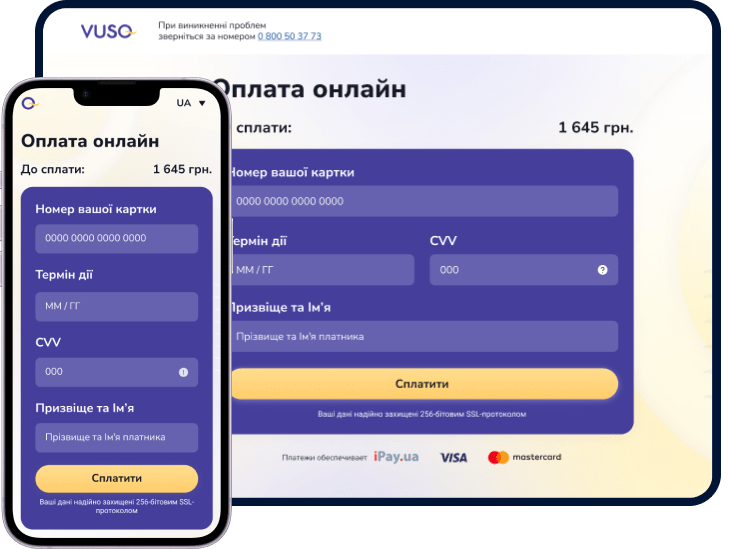 VUSO
При виникненні проблем
зверніться за номером 0 800 50 37 73
Оплата онлайн
сплати:
1 645 грн.
Номер вашої картки
0000 0000 0000 0000
Термін дії
CVV
ММ / ГГ
000
?
Призвіще та Ім’я
Прізвище та Ім'я платника
Сплатити
Ваші дані надійно захищені 256-бітовим SSL-протоколом
Платежи обеспечивает
iPay.ua
VISA
mastercard
UA ▼
Оплата онлайн
До сплати:
1 645 грн.
Номер вашої картки
0000 0000 0000 0000
Термін дії
ММ / ГГ
CVV
000
Призвіще та Ім’я
Прізвище та Ім'я платника
Сплатити
Ваші дані надійно захищені 256-бітовим SSL-
протоколом